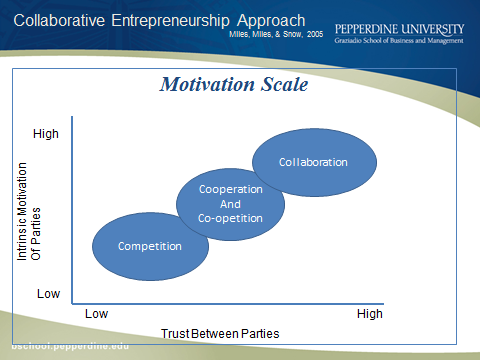 Collaborative Entrepreneurship Approach
Miles, Miles, & Snow, 2005
PEPPERDINE UNIVERSITY
Graziadio School of Business and Management
Motivation Scale
High
Collaboration
Cooperation
And
Co-opetition
Competition
Intrinsic Motivation
Of Parties
Low
Low
High
Trust Between Parties
bschool.pepperdine.edu